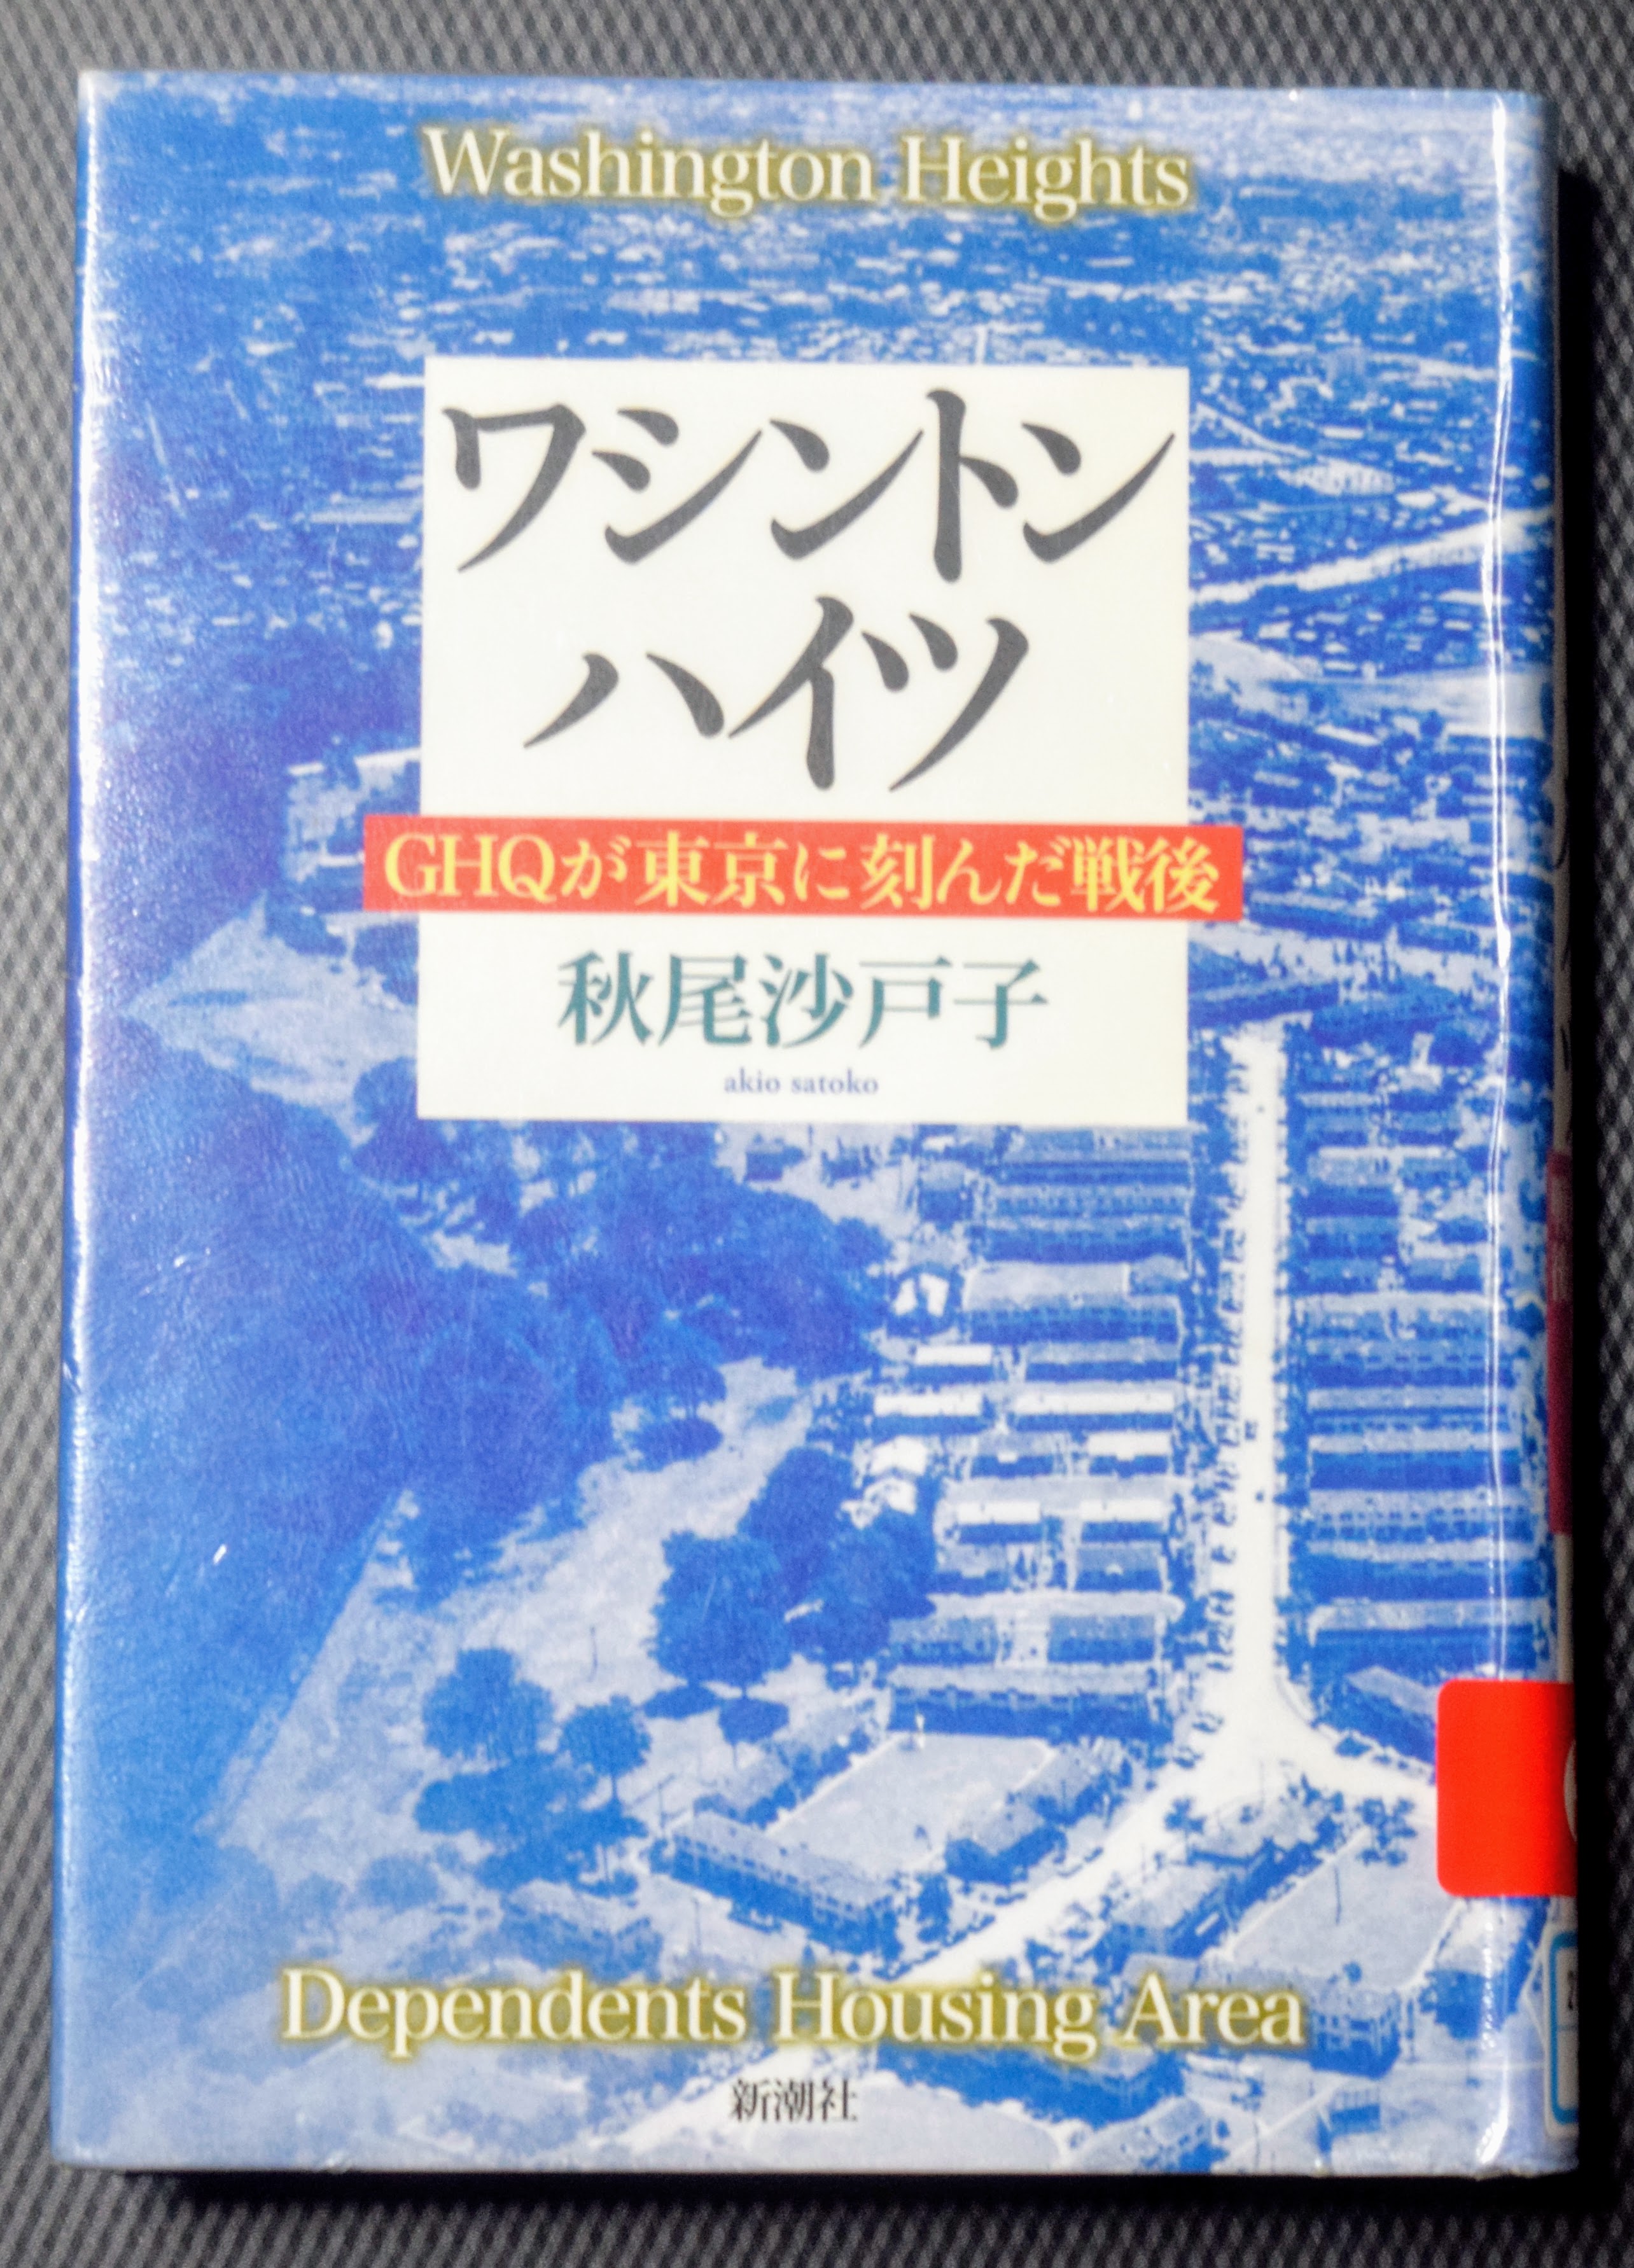 Washington Heights
ワシントン
ハイツ
GHQが東京に刻んだ戦後
秋尾沙戸子
akio satoko
Dependents Housing Area
新潮社